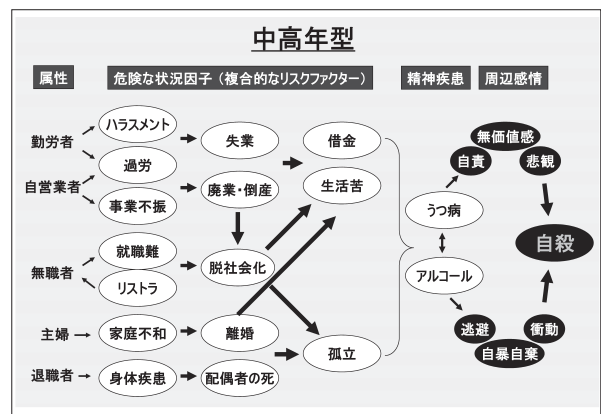 中高年型
属性
危険な状況因子（複合的なリスクファクター）
精神疾患
周辺感情
勤労者
自営業者
無職者
主婦
退職者
ハラスメント
過労
事業不振
就職難
リストラ
家庭不和
身体疾患
失業
廃業・倒産
脱社会化
離婚
配偶者の死
借金
生活苦
孤立
うつ病
アルコール
無価値感
自責
悲観
自殺
逃避
衝動
自暴自棄